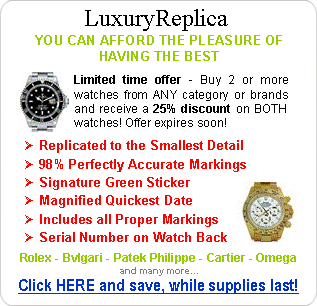 LuxuryReplica
YOU CAN AFFORD THE PLEASURE OF
HAVING THE BEST
Limited time offer - Buy 2 or more
watches from ANY category or brands
and receive a 25% discount on BOTH
watches! Offer expires soon!
Replicated to the Smallest Detail
98% Perfectly Accurate Markings
Signature Green Sticker
Magnified Quickest Date
Includes all Proper Markings
Serial Number on Watch Back
Rolex - Bvlgari - Patek Philippe - Cartier - Omega
and many more...
Click HERE and save, while supplies last!